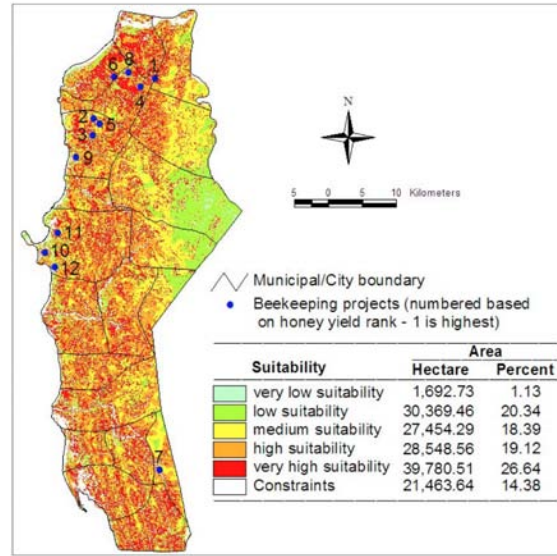 8
6
1
4
2
5
3
9
11
10
12
7
N
5 0 5 10 Kilometers
Municipal/City boundary
Beekeeping projects (numbered based
on honey yield rank - 1 is highest)
Area
Suitability Hectare Percent
very low suitability 1,692.73 1.13
low suitability 30,369.46 20.34
medium suitability 27,454.29 18.39
high suitability 28,548.56 19.12
very high suitability 39,780.51 26.64
Constraints 21,463.64 14.38